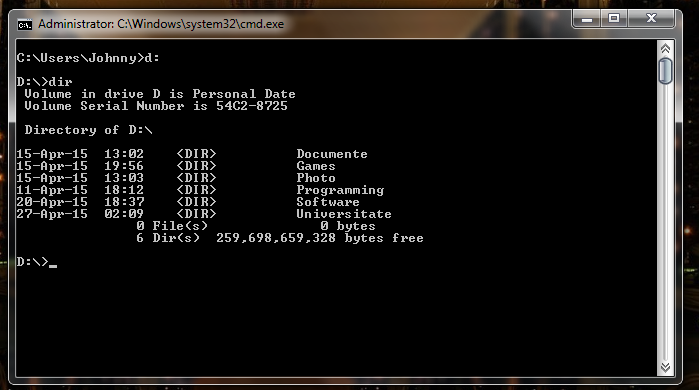 Administrator: C:\Windows\system32\cmd.exe
C:\Users\Johnny>d:
D:\>dir
 Volume in drive D is Personal Date
 Volume Serial Number is 54C2-8725
 Directory of D:\
15-Apr-15  13:02    <DIR>          Documente
15-Apr-15  19:56    <DIR>          Games
15-Apr-15  13:03    <DIR>          Photo
11-Apr-15  18:12    <DIR>          Programming
20-Apr-15  18:37    <DIR>          Software
27-Apr-15  02:09    <DIR>          Universitate
               0 File(s)              0 bytes
               6 Dir(s)  259,698,659,328 bytes free
D:\>_